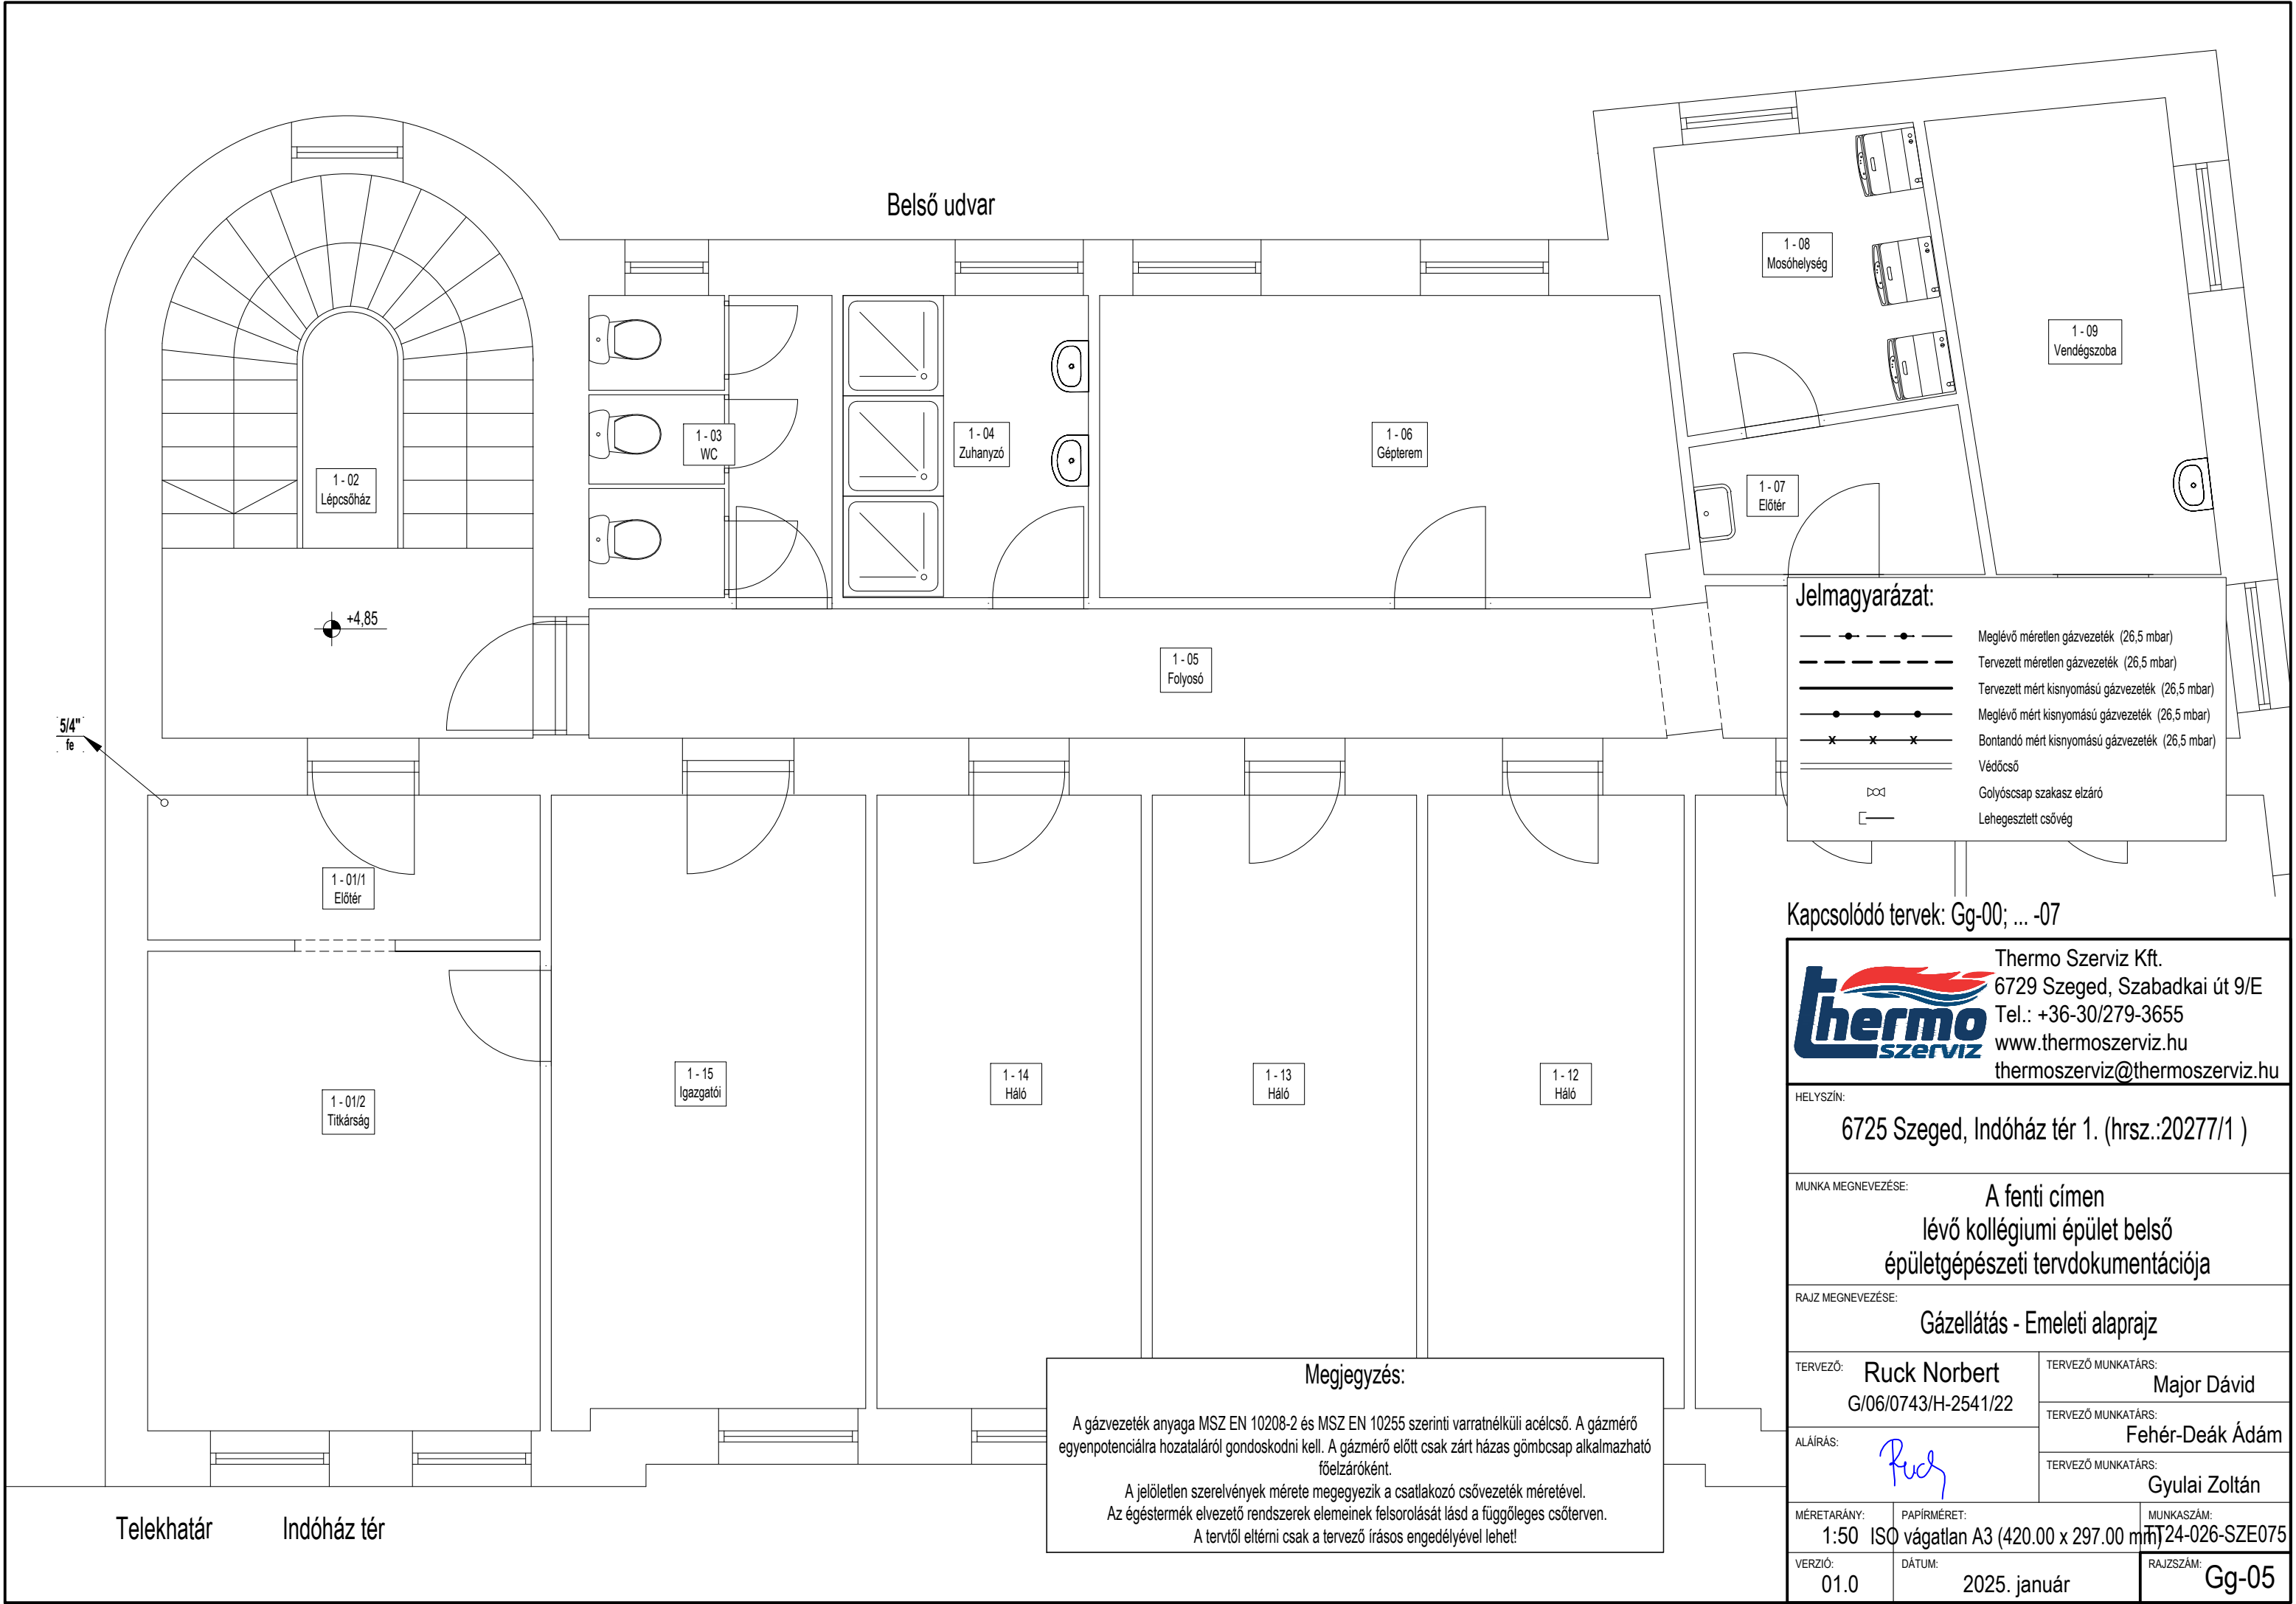 Belső udvar
1 - 08
Mosóhelység
1 - 09
Vendégszoba
1 - 03
WC
1 - 04
Zuhanyzó
1 - 06
Gépterem
1 - 02
Lépcsőház
1 - 07
Előtér
+4,85
1 - 05
Folyosó
5/4"
fe
1 - 01/1
Előtér
1 - 01/2
Titkárság
1 - 15
Igazgatói
1 - 14
Háló
1 - 13
Háló
1 - 12
Háló
Telekhatár
Indóház tér
Jelmagyarázat:
Meglévő méretlen gázvezeték (26,5 mbar)
Tervezett méretlen gázvezeték (26,5 mbar)
Tervezett mért kisnyomású gázvezeték (26,5 mbar)
Meglévő mért kisnyomású gázvezeték (26,5 mbar)
x x x Bontandó mért kisnyomású gázvezeték (26,5 mbar)
Védőcső
Golyóscsap szakasz elzáró
Lehegesztett csővég
Megjegyzés:
A gázvezeték anyaga MSZ EN 10208-2 és MSZ EN 10255 szerinti varratnélküli acélcső. A gázmérő
egyenpotenciálra hozataláról gondoskodni kell. A gázmérő előtt csak zárt házas gömbcsap alkalmazható
főelzáróként.
A jelöletlen szerelvények mérete megegyezik a csatlakozó csővezeték méretével.
Az égéstermék elvezető rendszerek elemeinek felsorolását lásd a függőleges csőterven.
A tervtől eltérni csak a tervező írásos engedélyével lehet!
Kapcsolódó tervek: Gg-00; ... -07
thermo
szerviz
Thermo Szerviz Kft.
6729 Szeged, Szabadkai út 9/E
Tel.: +36-30/279-3655
www.thermoszerviz.hu
thermoszerviz@thermoszerviz.hu
HELYSZÍN:
6725 Szeged, Indóház tér 1. (hrsz.:20277/1 )
MUNKA MEGNEVEZÉSE:
A fenti címen
lévő kollégiumi épület belső
épületgépészeti tervdokumentációja
RAJZ MEGNEVEZÉSE:
Gázellátás - Emeleti alaprajz
TERVEZŐ:
Ruck Norbert
G/06/0743/H-2541/22
TERVEZŐ MUNKATÁRS:
Major Dávid
TERVEZŐ MUNKATÁRS:
Fehér-Deák Ádám
ALÁÍRÁS:
Ruck
TERVEZŐ MUNKATÁRS:
Gyulai Zoltán
MÉRETARÁNY:
1:50
PAPÍRMÉRET:
ISO vágatlan A3 (420.00 x 297.00 mm)
MUNKASZÁM:
TT24-026-SZE075
VERZIÓ:
01.0
DÁTUM:
2025. január
RAJZSZÁM:
Gg-05